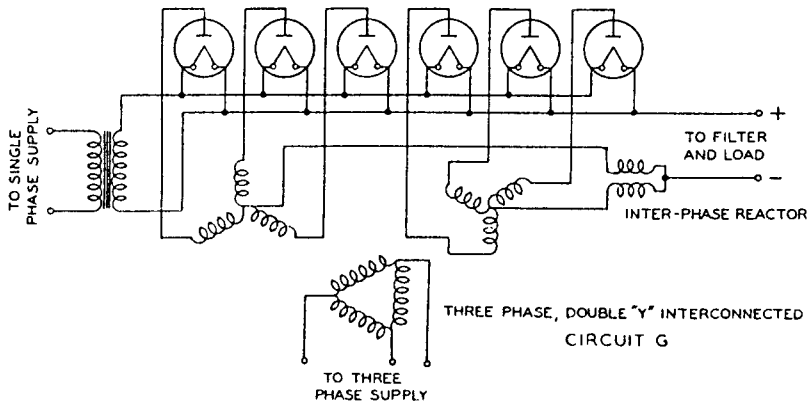 TO SINGLE
PHASE SUPPLY
+
TO FILTER
AND LOAD
-
INTER-PHASE REACTOR
THREE PHASE, DOUBLE "Y" INTERCONNECTED
CIRCUIT G
TO THREE
PHASE SUPPLY